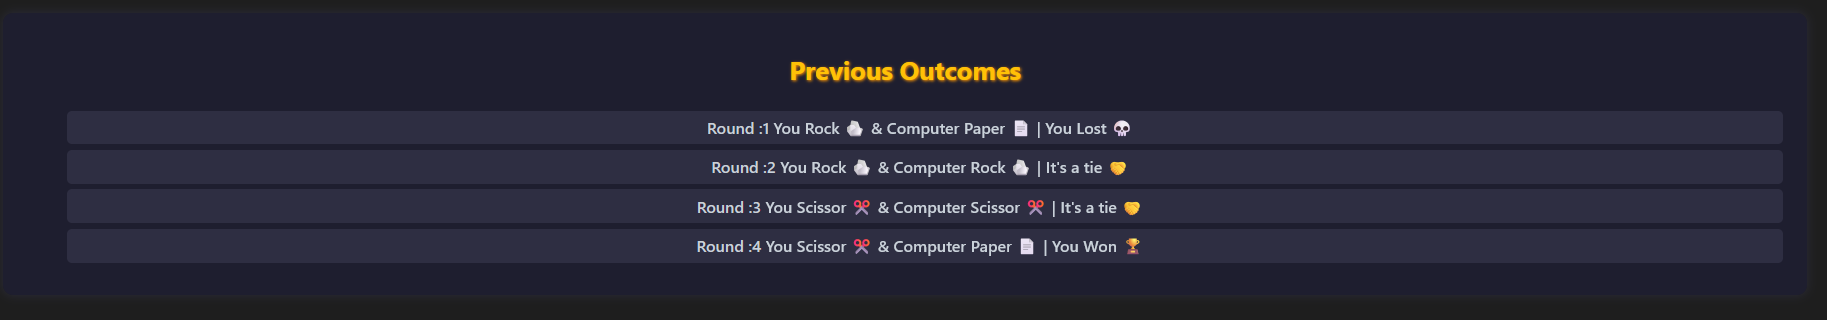 Previous Outcomes
Round :1 You Rock 🪨 & Computer Paper 📄 | You Lost 💀
Round :2 You Rock 🪨 & Computer Rock 🪨 | It's a tie 🤝
Round :3 You Scissor ✂️ & Computer Scissor ✂️ | It's a tie 🤝
Round :4 You Scissor ✂️ & Computer Paper 📄 | You Won 🏆